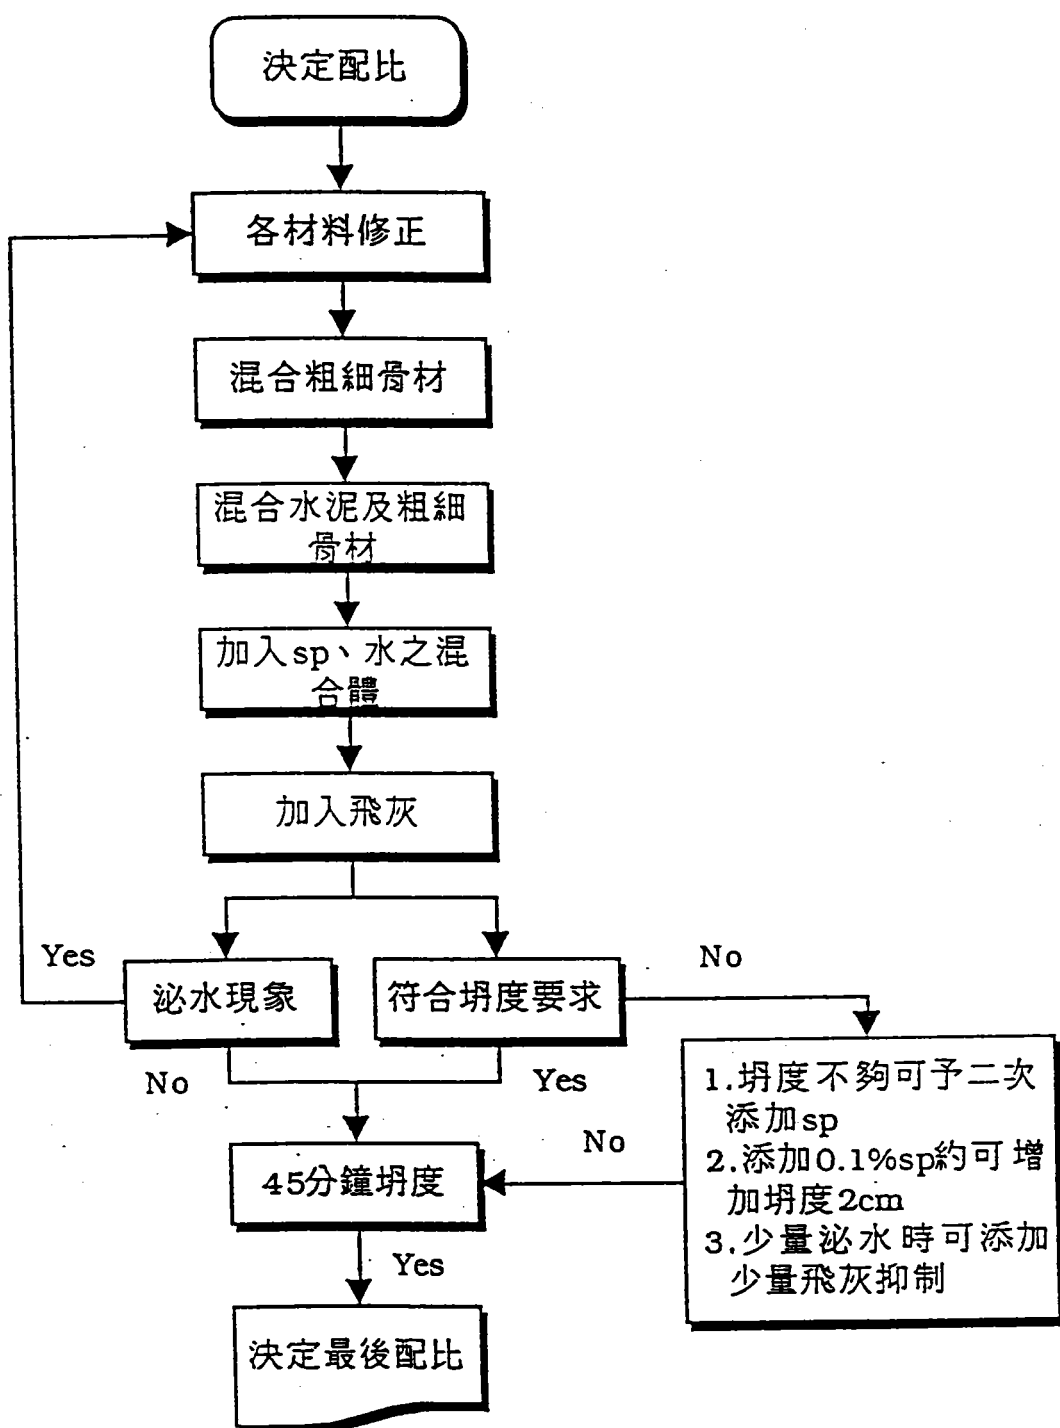 決定配比
各材料修正
混合粗細骨材
混合水泥及粗細
骨材
加入sp、水之混
合體
加入飛灰
Yes
泌水現象
符合坍度要求
No
No
Yes
1.坍度不夠可予二次
添加sp
2.添加0.1%sp約可增
加坍度2cm
3.少量泌水時可添加
少量飛灰抑制
No
45分鐘坍度
Yes
決定最後配比